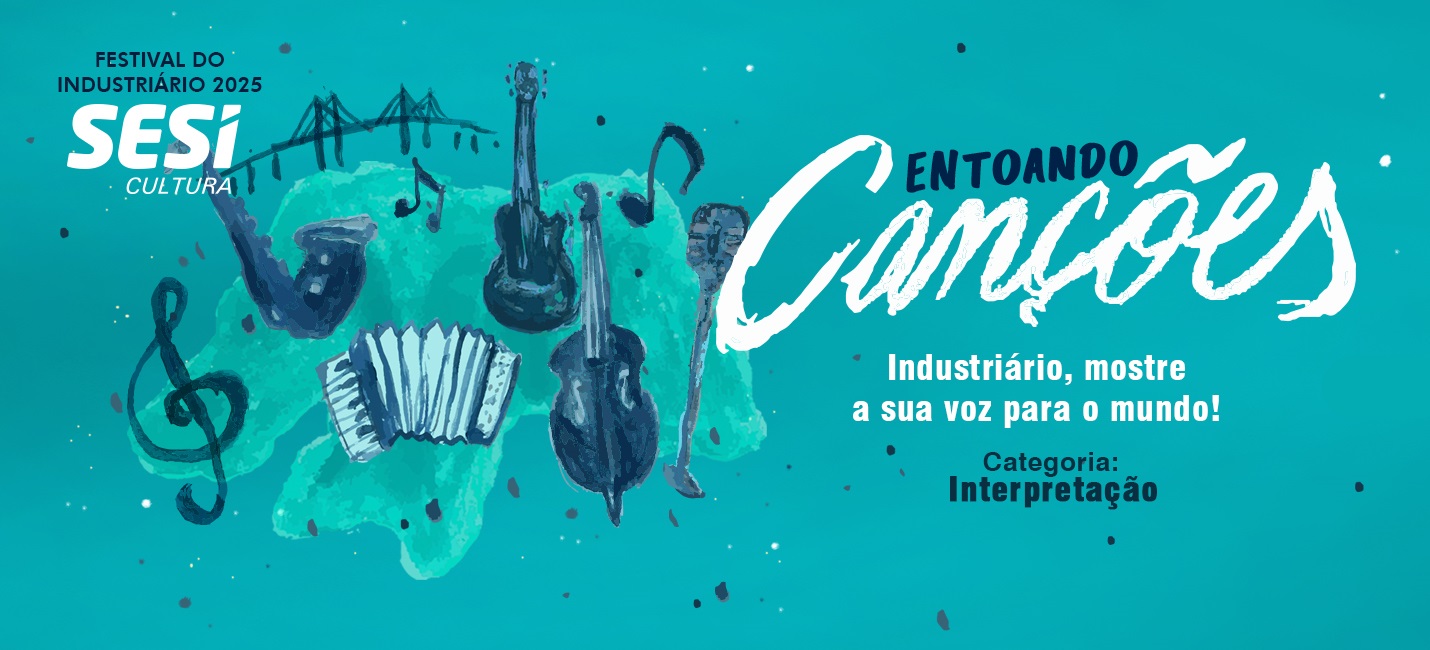 FESTIVAL DO
INDUSTRIÁRIO 2025
SESI
CULTURA
ENTOANDO
Canções
Industriário, mostre
a sua voz para o mundo!
Categoria:
Interpretação